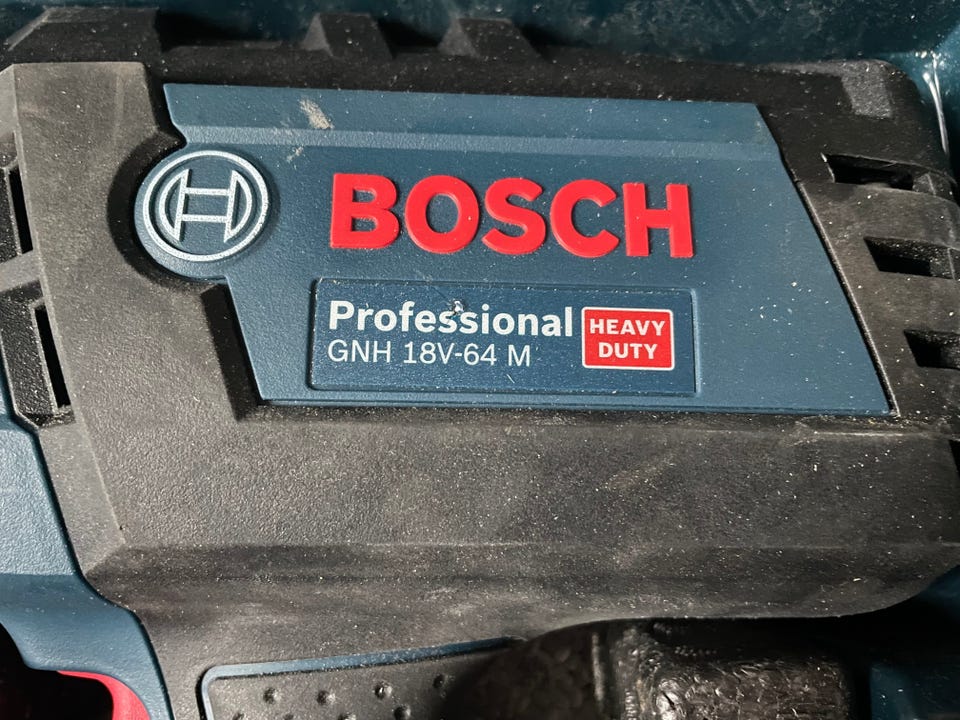 BOSCH
Professional
GNH 18V-64 M
HEAVY
DUTY